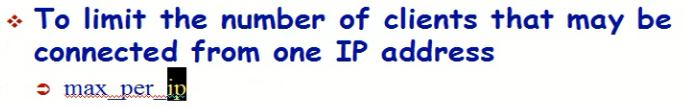 To limit the number of clients that may be
connected from one IP address
max_per_ip